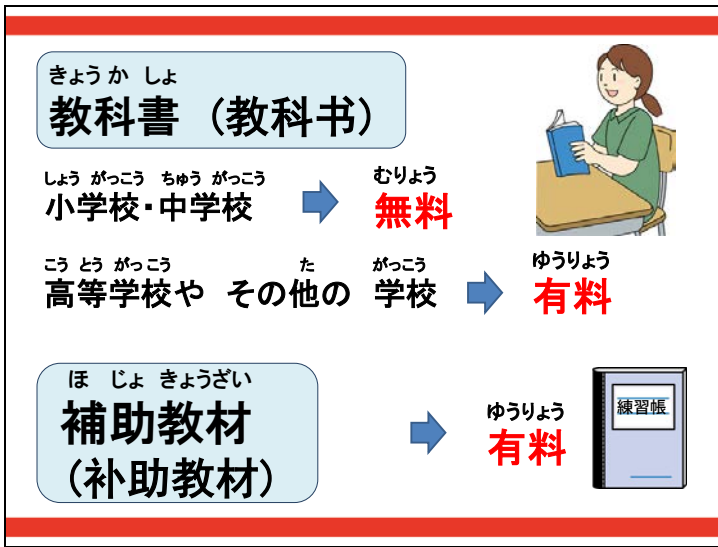 きょうか しょ
教科書 （教科书）
しょう がっこう ちゅう がっこう むりょう
小学校・中学校 無料
こう とう がっこう た がっこう ゆうりょう
高等学校や その他の 学校 有料
ほ じょ きょうざい
補助教材
（补助教材）
ゆうりょう
有料
練習帳